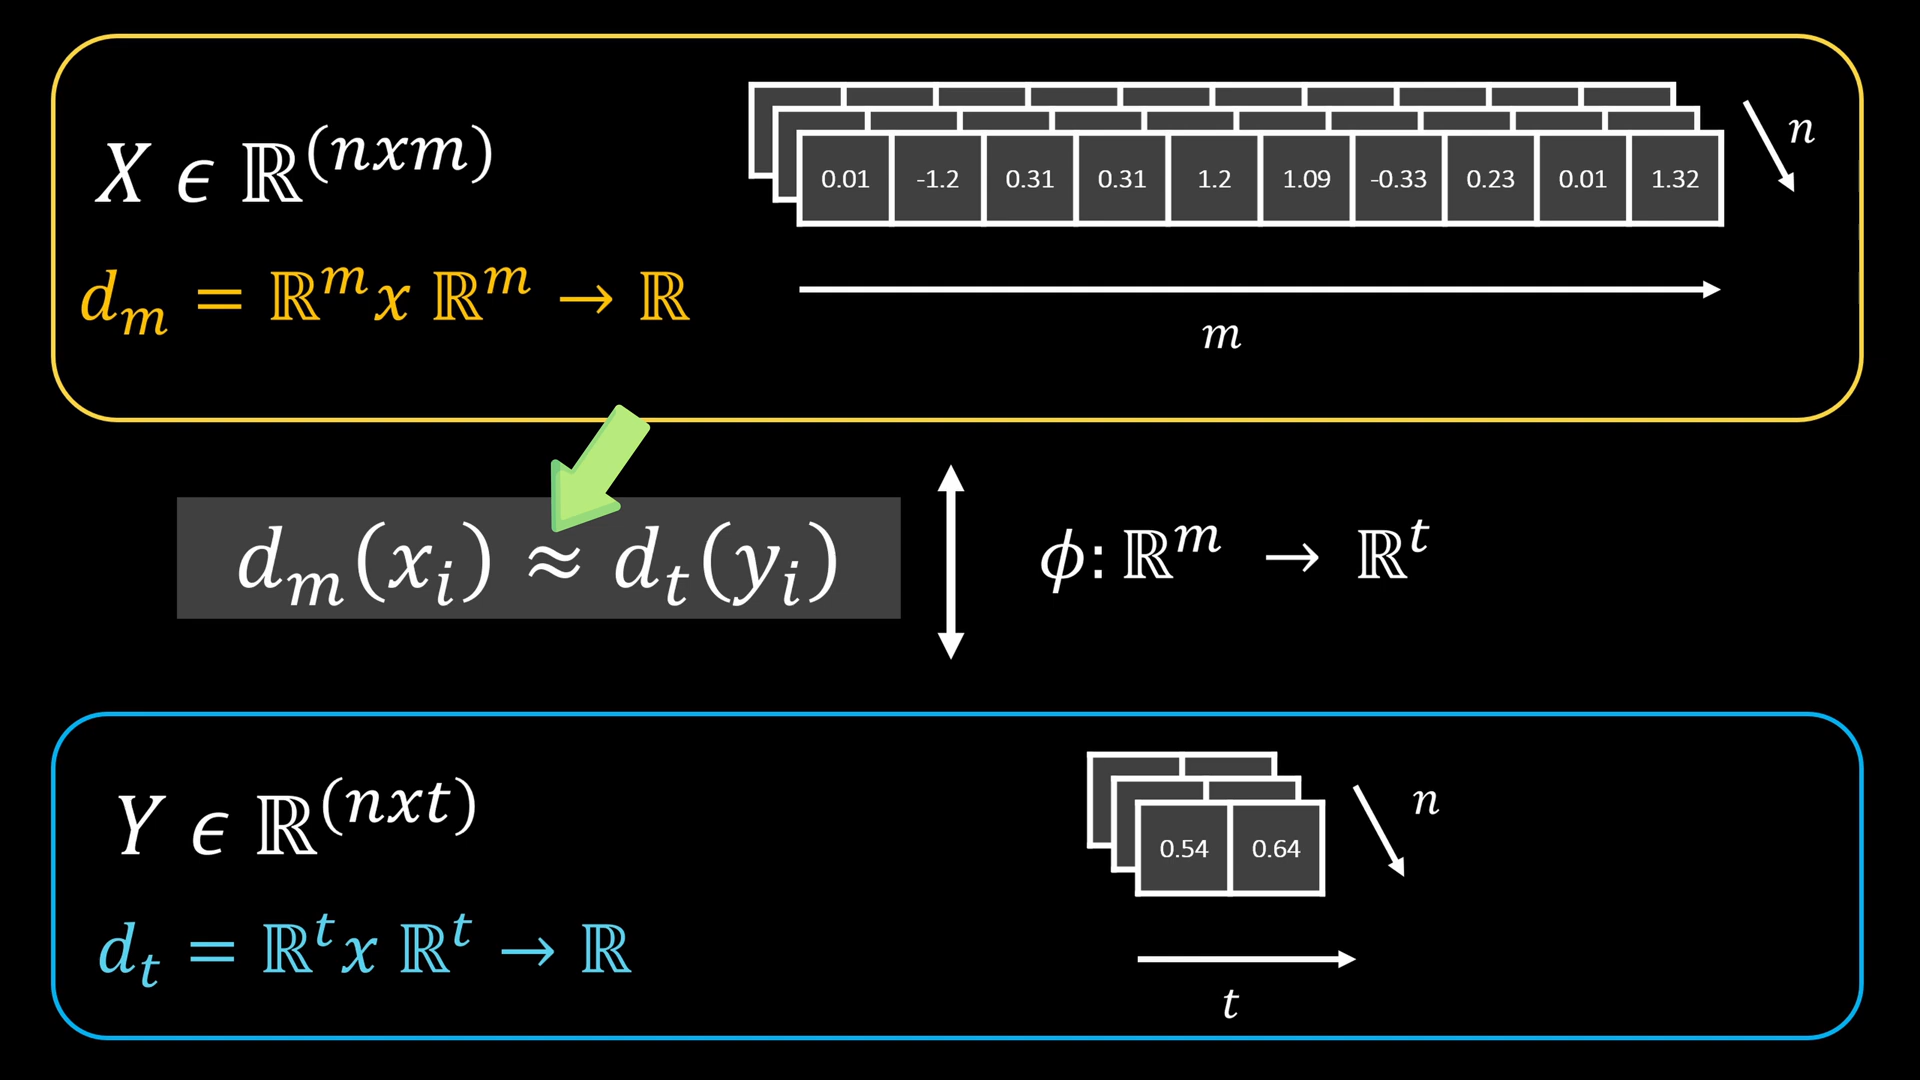 X ϵ ℝ^(nxm)
0.01 -1.2 0.31 0.31 1.2 1.09 -0.33 0.23 0.01 1.32
n
d_m = ℝ^m x ℝ^m → ℝ
m
d_m(x_i) ≈ d_t(y_i)
ϕ: ℝ^m → ℝ^t
Y ϵ ℝ^(nxt)
0.54 0.64
n
d_t = ℝ^t x ℝ^t → ℝ
t